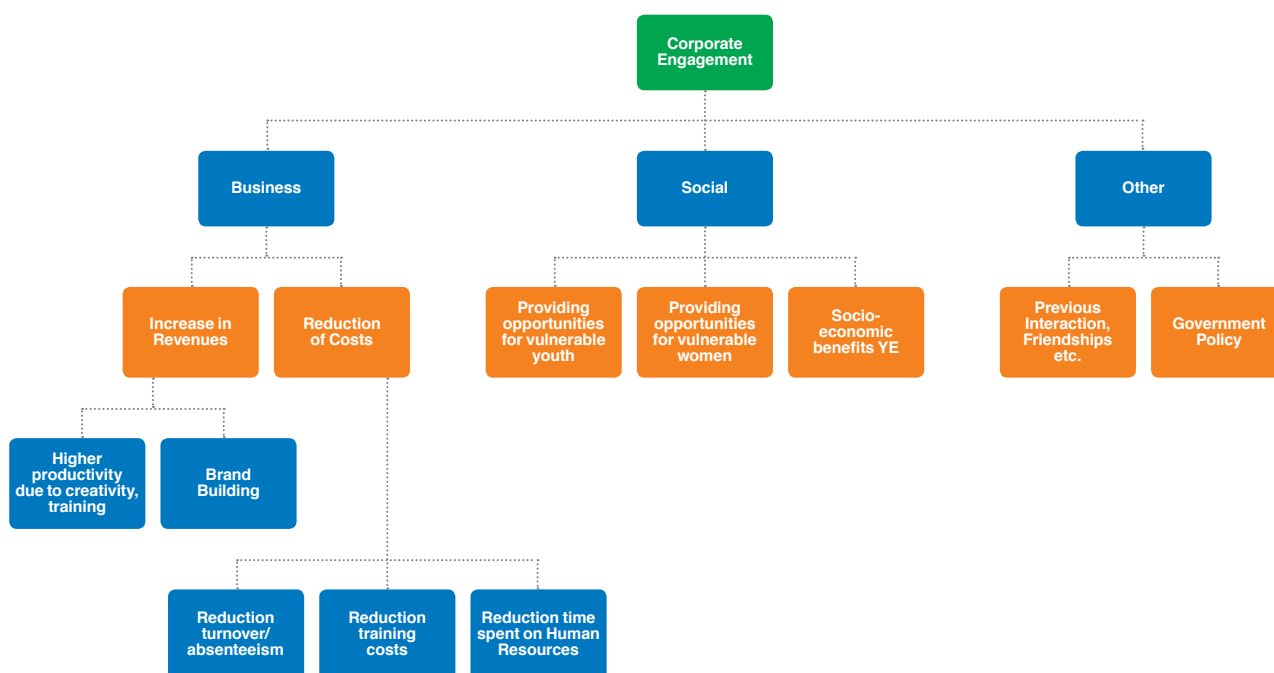 Corporate
Engagement
Business
Social
Other
Increase in
Revenues
Reduction
of Costs
Providing
opportunities
for vulnerable
youth
Providing
opportunities
for vulnerable
women
Socio-
economic
benefits YE
Previous
Interaction,
Friendships
etc.
Government
Policy
Higher
productivity
due to creativity,
training
Brand
Building
Reduction
turnover/
absenteeism
Reduction
training
costs
Reduction time
spent on Human
Resources